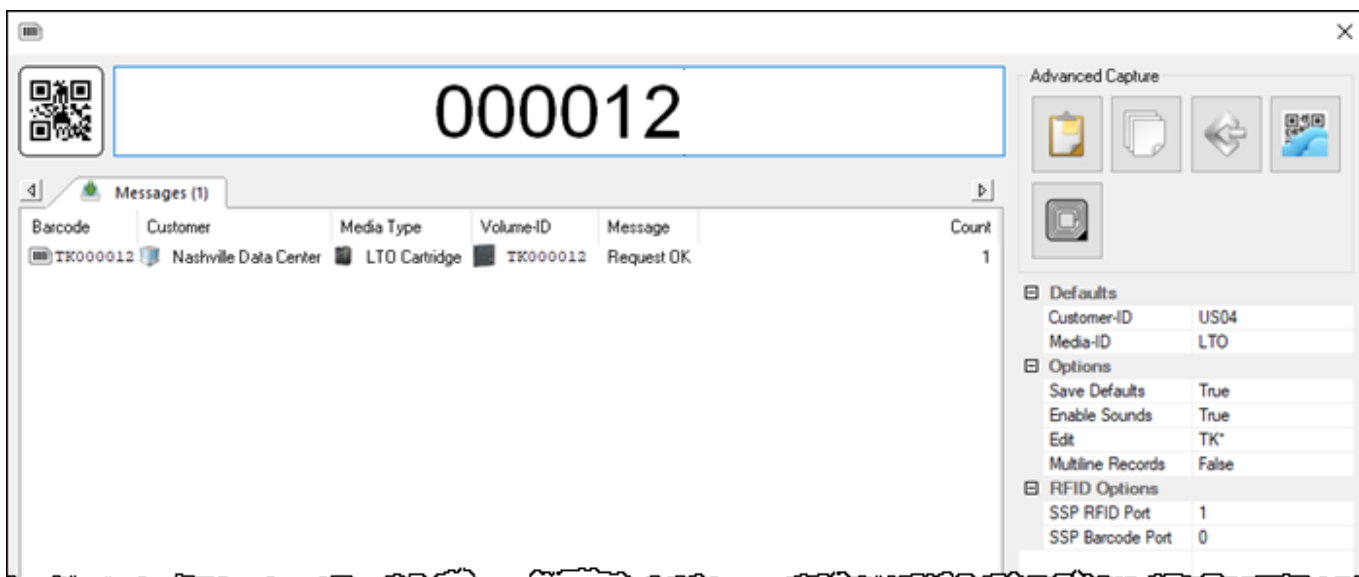 000012
Messages (1)
Barcode Customer Media Type Volume-ID Message Count
TK000012 Nashville Data Center LTO Cartridge TK000012 Request OK 1
Advanced Capture
Defaults
Customer-ID US04
Media-ID LTO
Options
Save Defaults True
Enable Sounds True
Edit TK*
Multiline Records False
RFID Options
SSP RFID Port 1
SSP Barcode Port 0